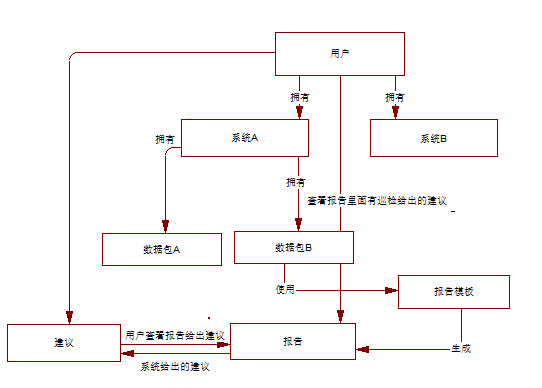 用户
拥有
拥有
拥有
系统A
系统B
拥有
查看报告里面有巡检给出的建议
数据包A
数据包B
使用
报告模板
用户查看报告给出建议
建议
报告
生成
系统给出的建议